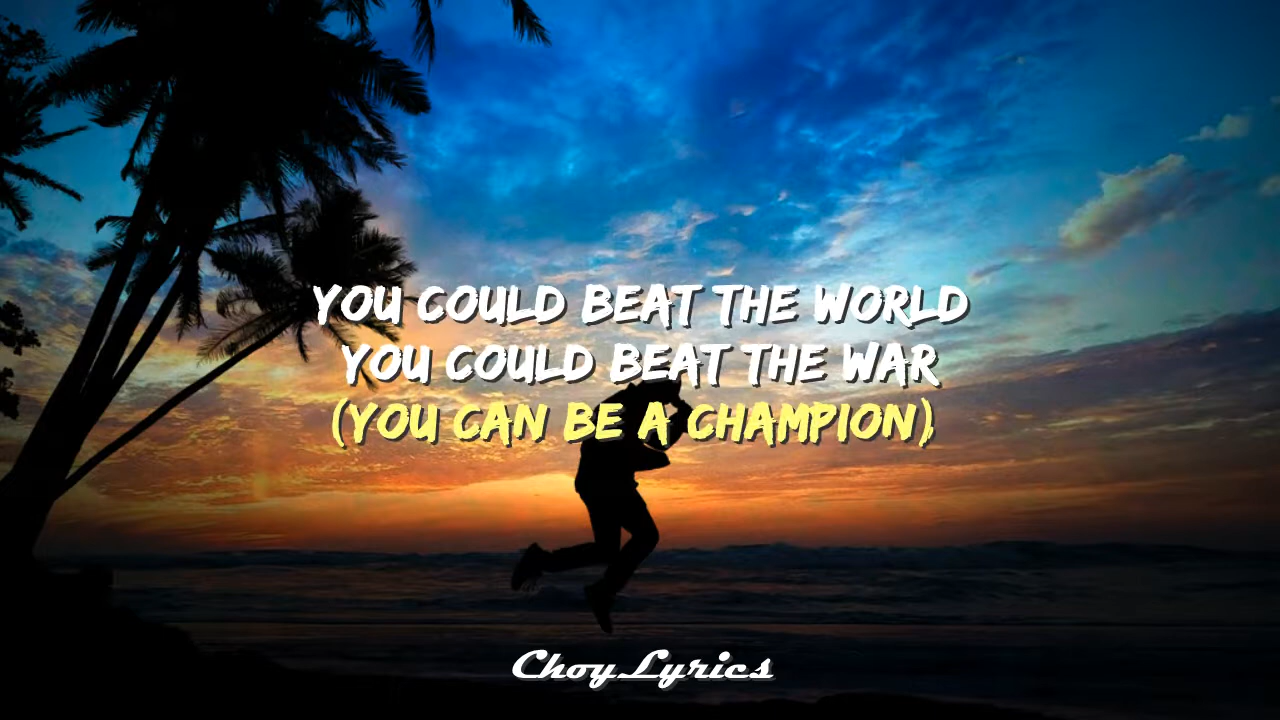 YOU COULD BEAT THE WORLD
YOU COULD BEAT THE WAR
(YOU CAN BE A CHAMPION)
ChoyLyrics